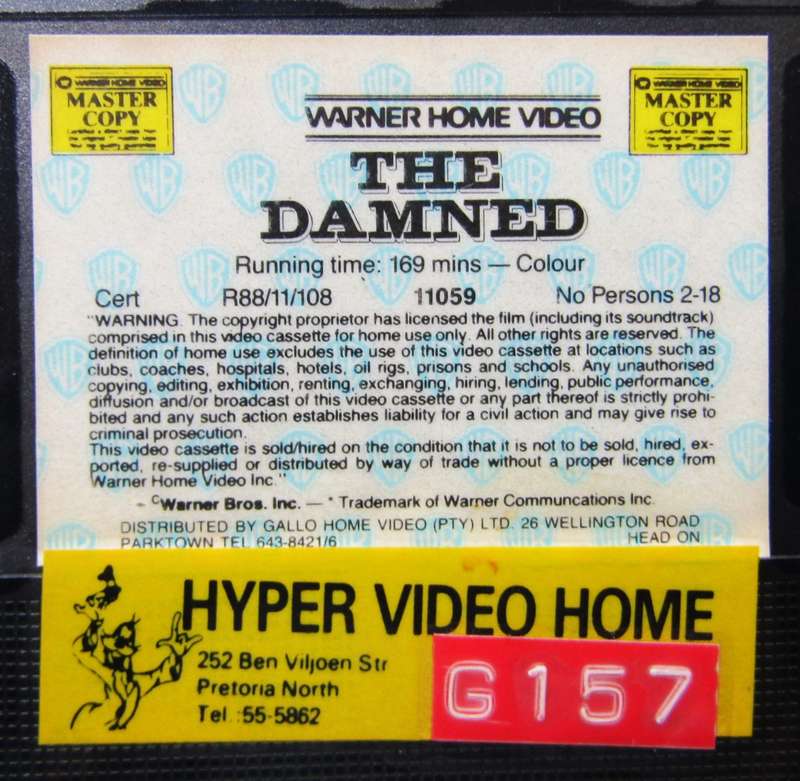 WARNER HOME VIDEO
MASTER
COPY
WARNER HOME VIDEO
MASTER
COPY
WARNER HOME VIDEO
THE
DAMNED
Running time: 169 mins — Colour
Cert R88/11/108 11059 No Persons 2-18
"WARNING. The copyright proprietor has licensed the film (including its soundtrack)
comprised in this video cassette for home use only. All other rights are reserved. The
definition of home use excludes the use of this video cassette at locations such as
clubs, coaches, hospitals, hotels, oil rigs, prisons and schools. Any unauthorised
copying, editing, exhibition, renting, exchanging, hiring, lending, public performance,
diffusion and/or broadcast of this video cassette or any part thereof is strictly prohi-
bited and any such action establishes liability for a civil action and may give rise to
criminal prosecution.
This video cassette is sold/hired on the condition that it is not to be sold, hired, ex-
ported, re-supplied or distributed by way of trade without a proper licence from
Warner Home Video Inc."
©Warner Bros. Inc. — * Trademark of Warner Communcations Inc.
DISTRIBUTED BY GALLO HOME VIDEO (PTY) LTD. 26 WELLINGTON ROAD
PARKTOWN TEL 643-8421/6 HEAD ON
HYPER VIDEO HOME
252 Ben Viljoen Str
Pretoria North
Tel.:55-5862
G157